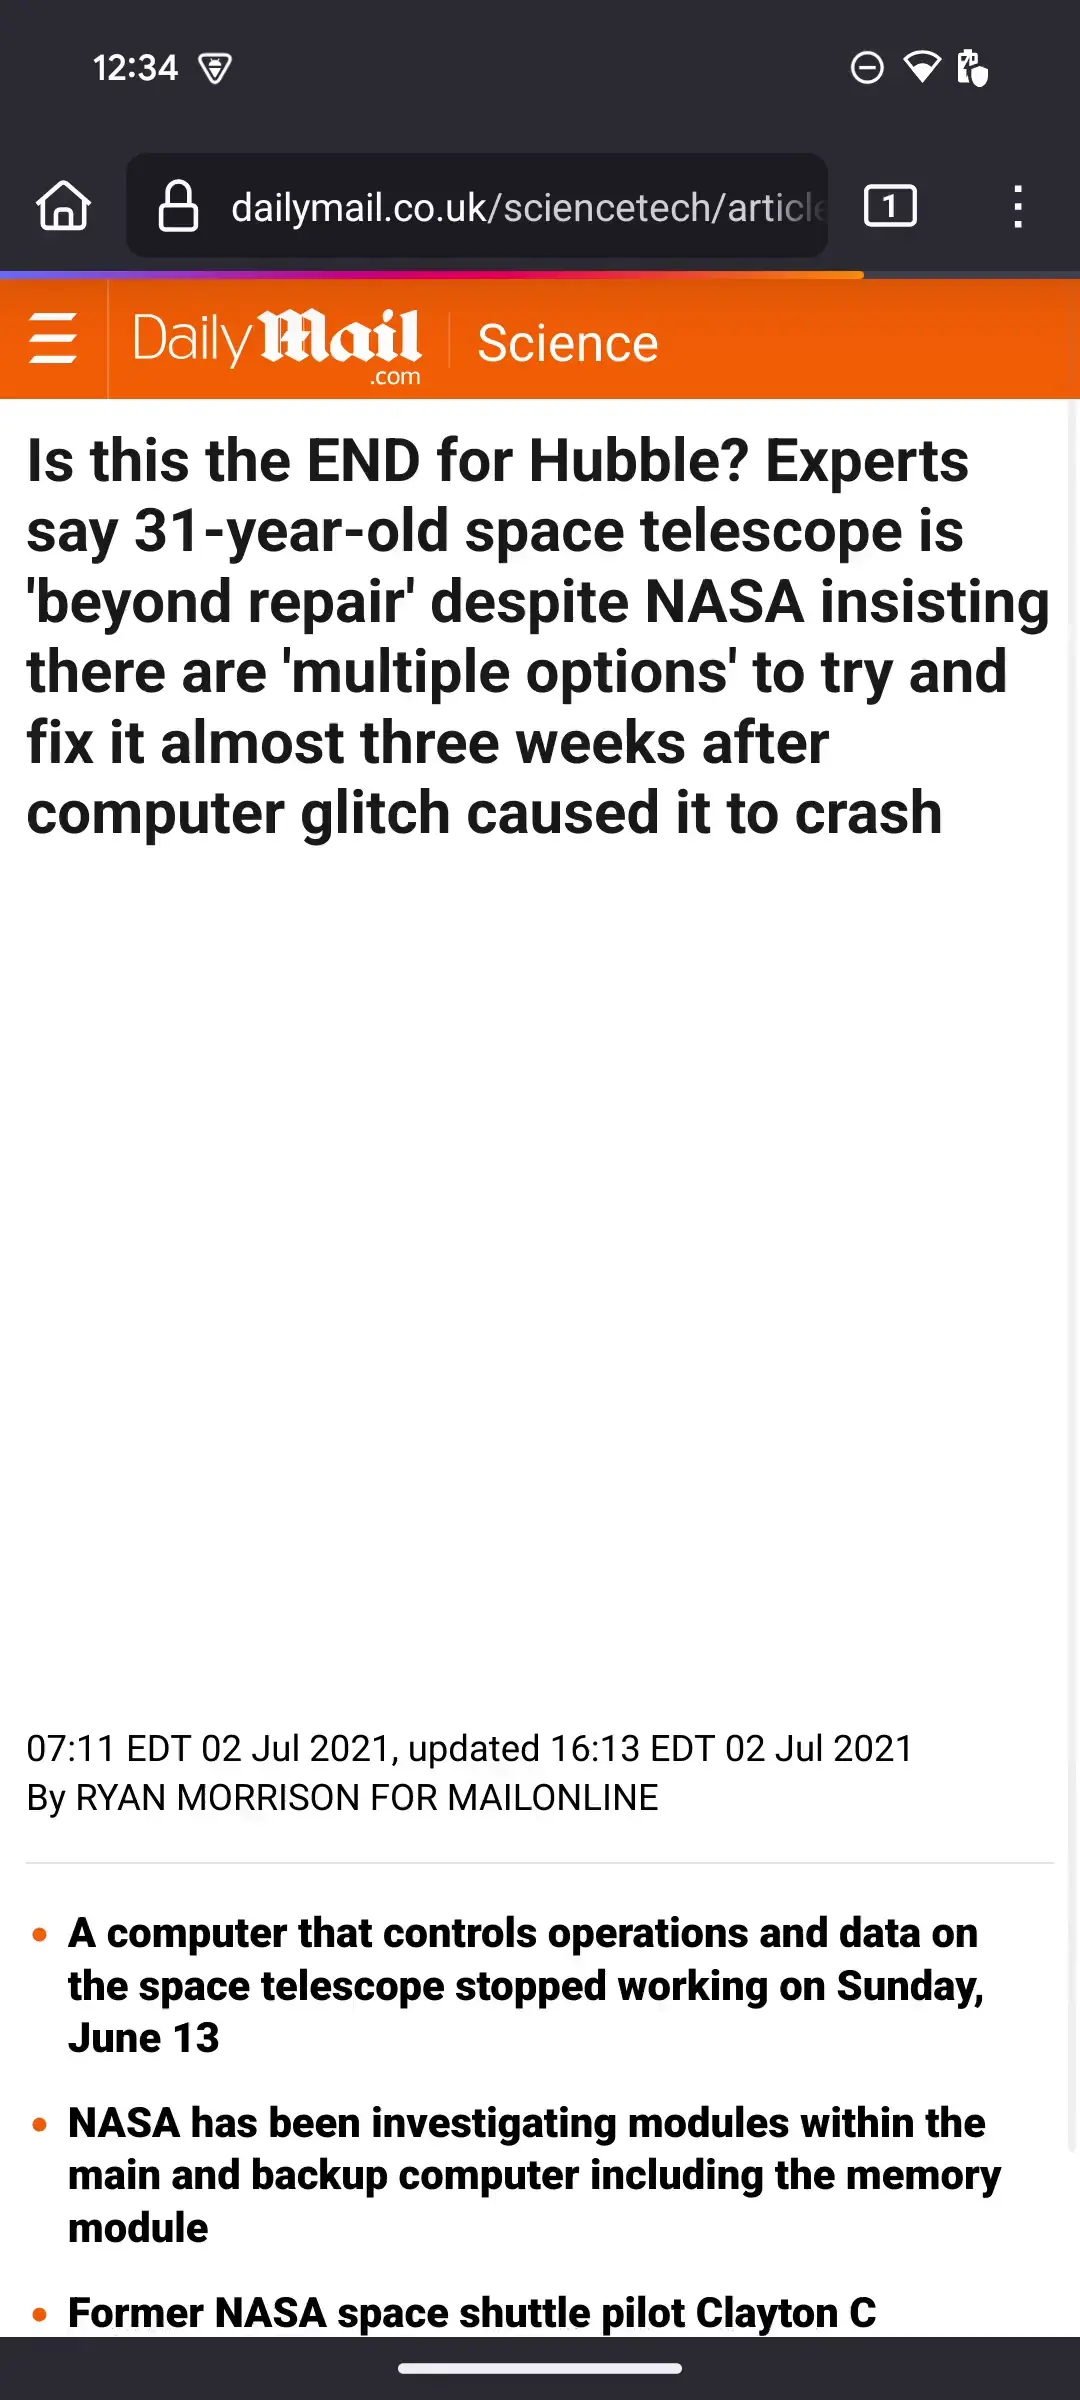 12:34
dailymail.co.uk/sciencetech/article
1
Daily Mail
.com
Science
Is this the END for Hubble? Experts
say 31-year-old space telescope is
'beyond repair' despite NASA insisting
there are 'multiple options' to try and
fix it almost three weeks after
computer glitch caused it to crash
07:11 EDT 02 Jul 2021, updated 16:13 EDT 02 Jul 2021
By RYAN MORRISON FOR MAILONLINE
• A computer that controls operations and data on
the space telescope stopped working on Sunday,
June 13
• NASA has been investigating modules within the
main and backup computer including the memory
module
• Former NASA space shuttle pilot Clayton C